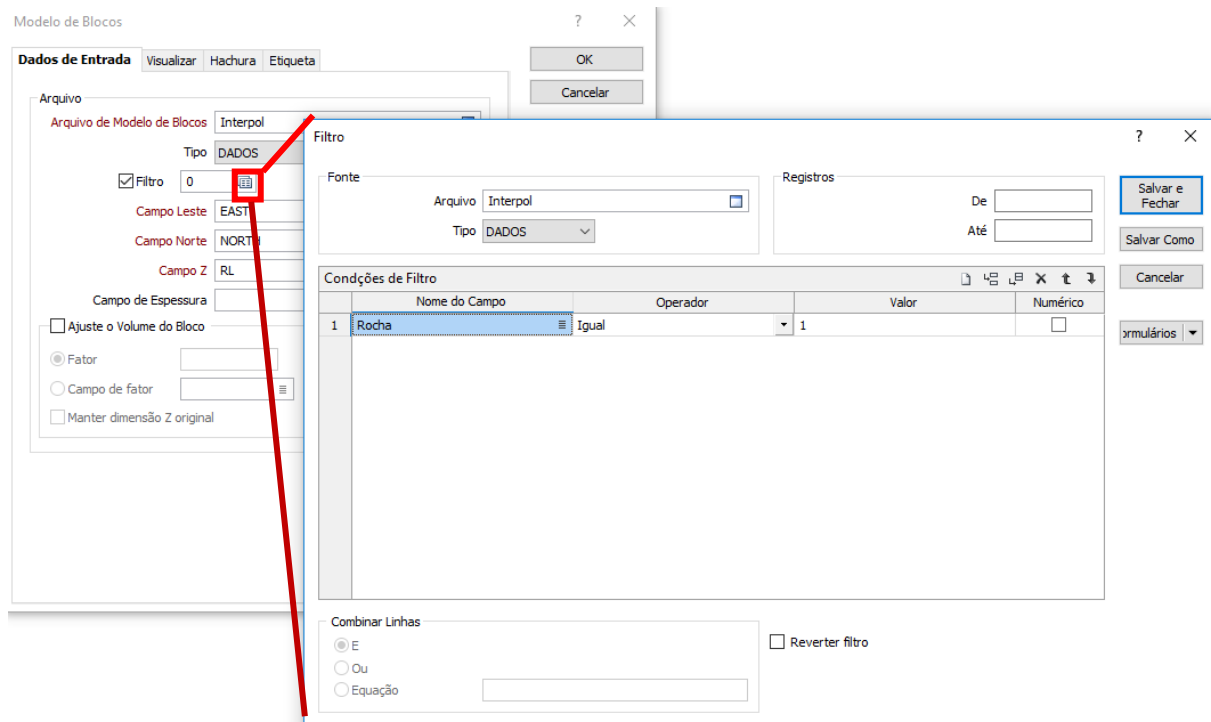 Modelo de Blocos ? ×
Dados de Entrada Visualizar Hachura Etiqueta
OK
Cancelar
Arquivo
Arquivo de Modelo de Blocos Interpol
Tipo DADOS
Filtro 0
Campo Leste EAST
Campo Norte NORTH
Campo Z RL
Campo de Espessura
Ajuste o Volume do Bloco
Fator
Campo de fator
Manter dimensão Z original
Filtro ? ×
Fonte
Arquivo Interpol
Tipo DADOS
Registros
De
Até
Salvar e
Fechar
Salvar Como
Cancelar
ormulários
Condções de Filtro
Nome do Campo Operador Valor Numérico
1 Rocha Igual 1
Combinar Linhas
E
Ou
Equação
Reverter filtro